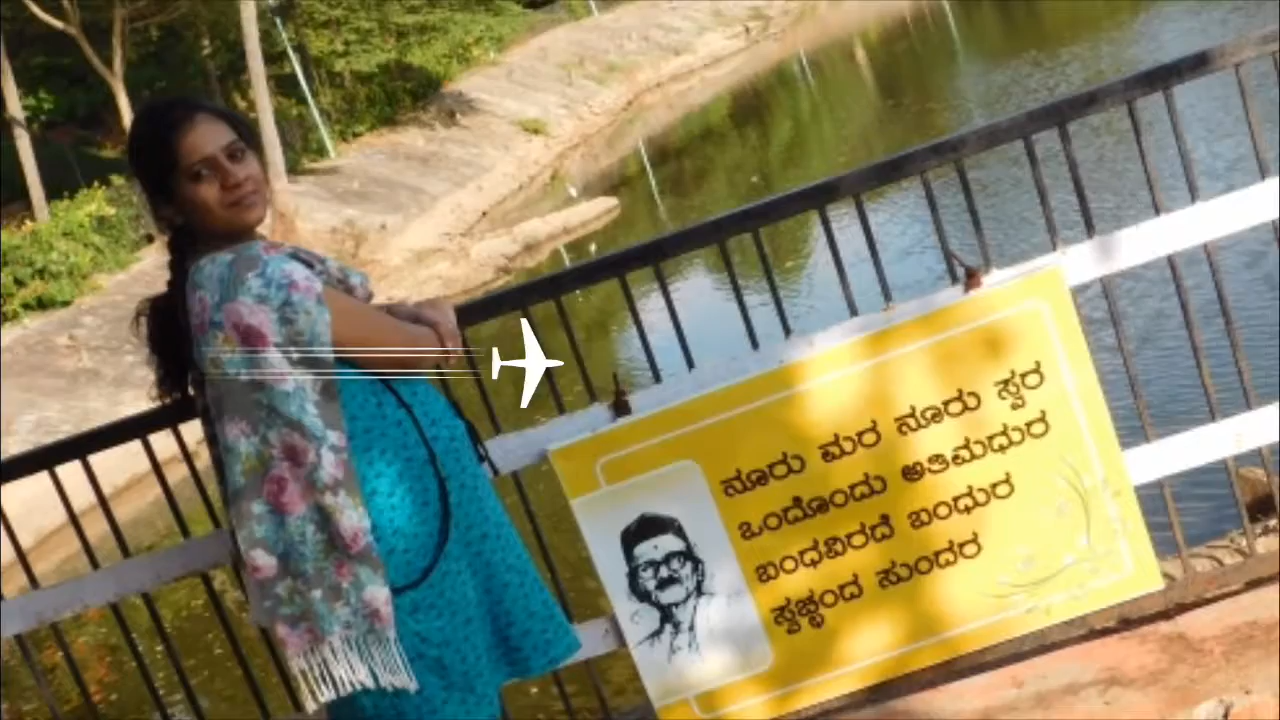 ನೂರು ಮರ ನೂರು ಸ್ವರ
ಒಂದೊಂದು ಅತಿಮಧುರ
ಬಂಧವಿರದೆ ಬಂಧುರ
ಸ್ವಚ್ಛಂದ ಸುಂದರ